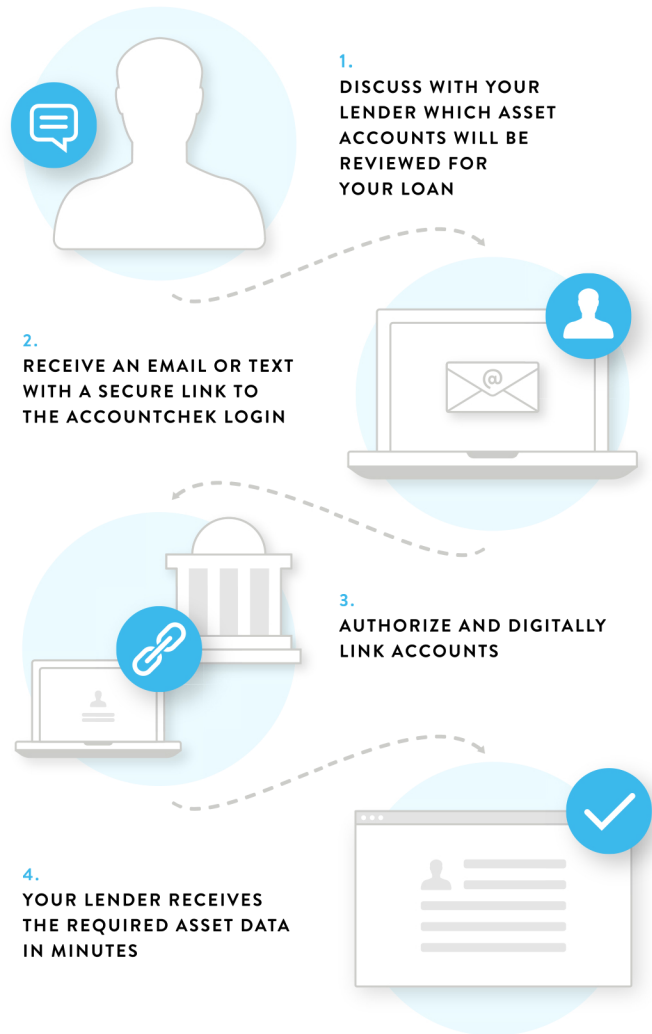 1.
DISCUSS WITH YOUR
LENDER WHICH ASSET
ACCOUNTS WILL BE
REVIEWED FOR
YOUR LOAN
2.
RECEIVE AN EMAIL OR TEXT
WITH A SECURE LINK TO
THE ACCOUNTCHEK LOGIN
@
3.
AUTHORIZE AND DIGITALLY
LINK ACCOUNTS
4.
YOUR LENDER RECEIVES
THE REQUIRED ASSET DATA
IN MINUTES